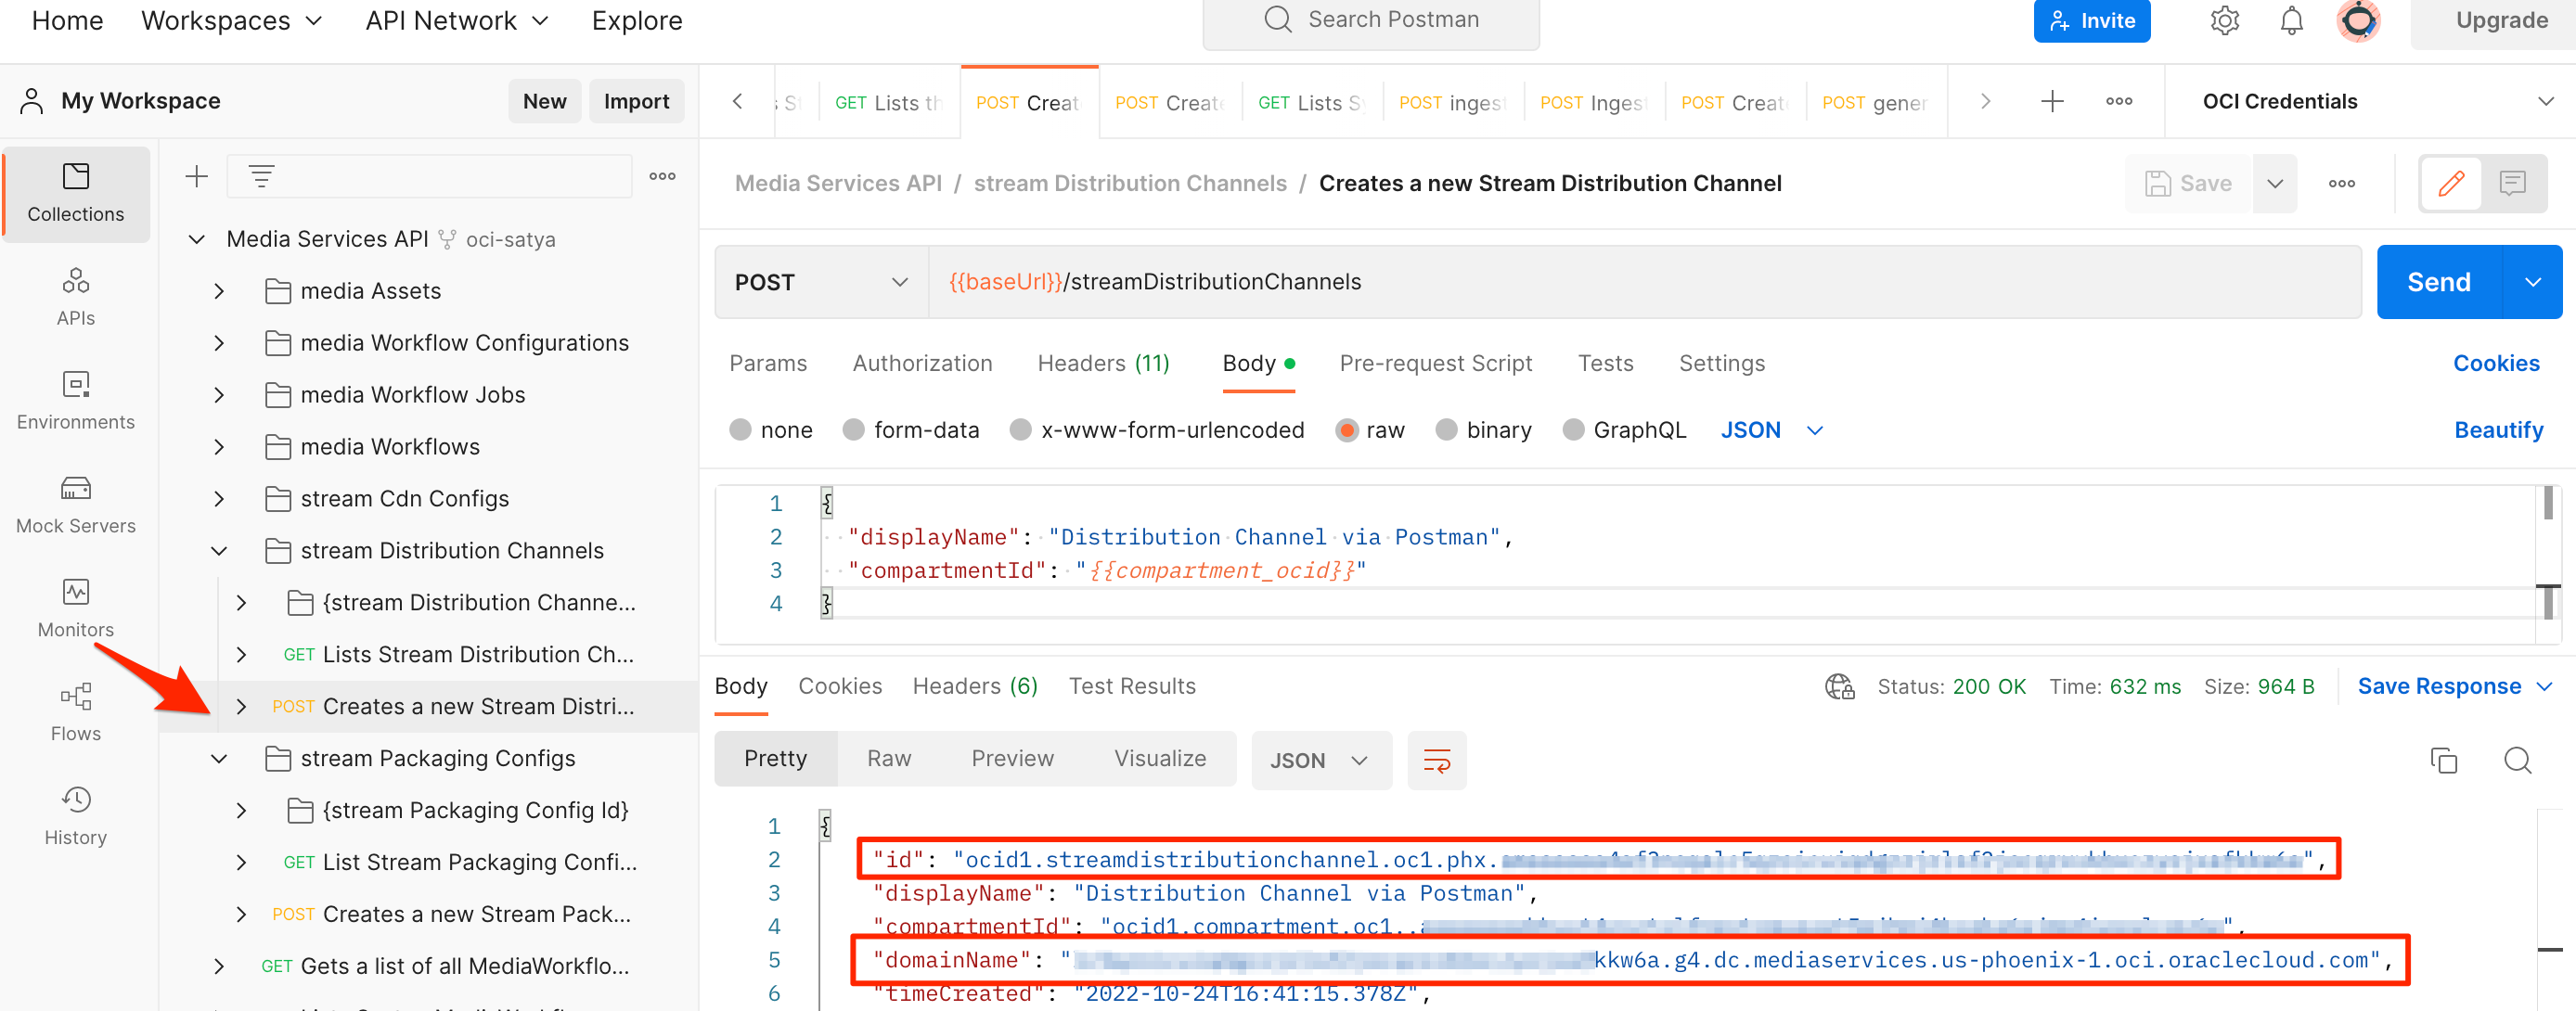 Home Workspaces API Network Explore Search Postman Invite Upgrade
My Workspace New Import
GET Lists th POST Creat POST Create GET Lists Sy POST inges POST Inges POST Creat POST gener OCI Credentials
Collections
APIs
Environments
Mock Servers
Monitors
Flows
History
Media Services API oci-satya
media Assets
media Workflow Configurations
media Workflow Jobs
media Workflows
stream Cdn Configs
stream Distribution Channels
{stream Distribution Channe...
GET Lists Stream Distribution Ch...
POST Creates a new Stream Distri...
stream Packaging Configs
{stream Packaging Config Id}
GET List Stream Packaging Confi...
POST Creates a new Stream Pack...
GET Gets a list of all MediaWorkflo...
Media Services API / stream Distribution Channels / Creates a new Stream Distribution Channel Save
POST {{baseUrl}}/streamDistributionChannels Send
Params Authorization Headers (11) Body Pre-request Script Tests Settings Cookies
none form-data x-www-form-urlencoded raw binary GraphQL JSON Beautify
1 {
2 "displayName": "Distribution Channel via Postman",
3 "compartmentId": "{{compartment_ocid}}"
4 }
Body Cookies Headers (6) Test Results Status: 200 OK Time: 632 ms Size: 964 B Save Response
Pretty Raw Preview Visualize JSON
1 {
2 "id": "ocid1.streamdistributionchannel.oc1.phx.
3 "displayName": "Distribution Channel via Postman",
4 "compartmentId": "ocid1.compartment.oc1..a
5 "domainName": " kkw6a.g4.dc.mediaservices.us-phoenix-1.oci.oraclecloud.com",
6 "timeCreated": "2022-10-24T16:41:15.378Z",